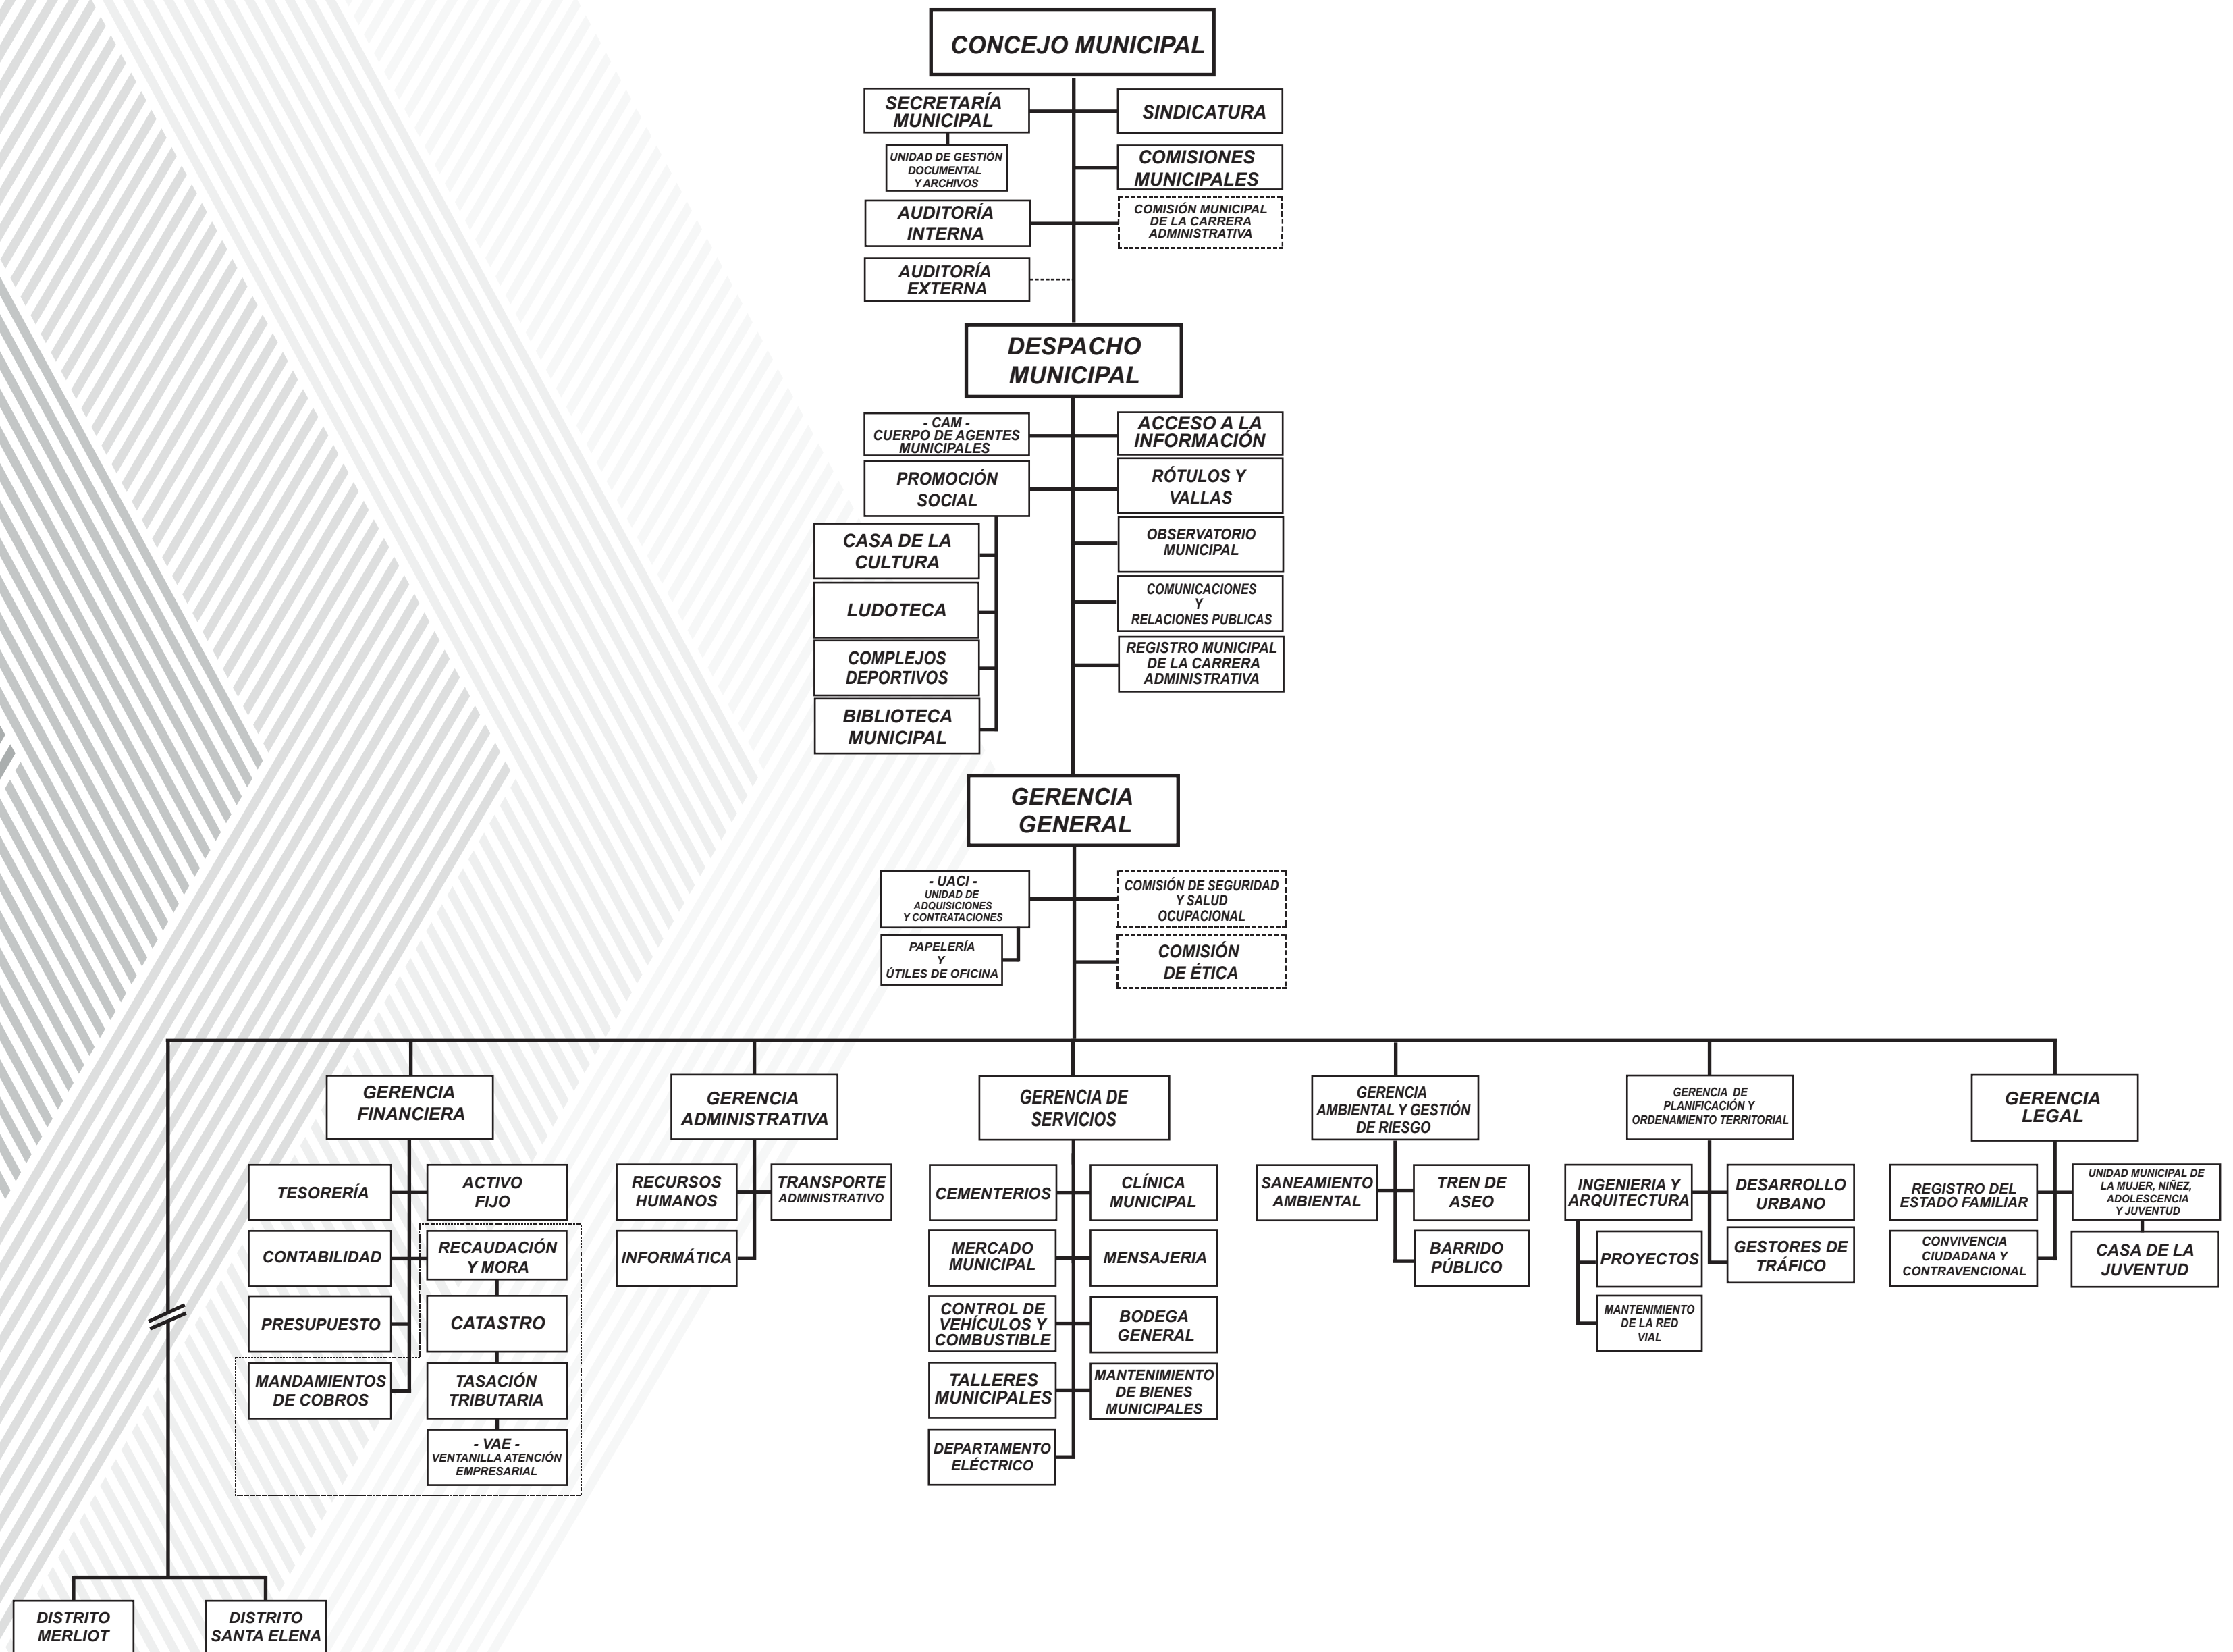 CONCEJO MUNICIPAL
SECRETARÍA
MUNICIPAL
SINDICATURA
UNIDAD DE GESTIÓN
DOCUMENTAL
Y ARCHIVOS
COMISIONES
MUNICIPALES
AUDITORÍA
INTERNA
COMISIÓN MUNICIPAL
DE LA CARRERA
ADMINISTRATIVA
AUDITORÍA
EXTERNA
DESPACHO
MUNICIPAL
- CAM -
CUERPO DE AGENTES
MUNICIPALES
ACCESO A LA
INFORMACIÓN
PROMOCIÓN
SOCIAL
RÓTULOS Y
VALLAS
CASA DE LA
CULTURA
OBSERVATORIO
MUNICIPAL
LUDOTECA
COMUNICACIONES
Y
RELACIONES PUBLICAS
COMPLEJOS
DEPORTIVOS
REGISTRO MUNICIPAL
DE LA CARRERA
ADMINISTRATIVA
BIBLIOTECA
MUNICIPAL
GERENCIA
GENERAL
- UACI -
UNIDAD DE
ADQUISICIONES
Y CONTRATACIONES
COMISIÓN DE SEGURIDAD
Y SALUD
OCUPACIONAL
PAPELERÍA
Y
ÚTILES DE OFICINA
COMISIÓN
DE ÉTICA
GERENCIA
FINANCIERA
GERENCIA
ADMINISTRATIVA
GERENCIA DE
SERVICIOS
GERENCIA
AMBIENTAL Y GESTIÓN
DE RIESGO
GERENCIA DE
PLANIFICACIÓN Y
ORDENAMIENTO TERRITORIAL
GERENCIA
LEGAL
TESORERÍA
ACTIVO
FIJO
CONTABILIDAD
RECAUDACIÓN
Y MORA
PRESUPUESTO
CATASTRO
MANDAMIENTOS
DE COBROS
TASACIÓN
TRIBUTARIA
- VAE -
VENTANILLA ATENCIÓN
EMPRESARIAL
RECURSOS
HUMANOS
TRANSPORTE
ADMINISTRATIVO
INFORMÁTICA
CEMENTERIOS
CLÍNICA
MUNICIPAL
MERCADO
MUNICIPAL
MENSAJERIA
CONTROL DE
VEHÍCULOS Y
COMBUSTIBLE
BODEGA
GENERAL
TALLERES
MUNICIPALES
MANTENIMIENTO
DE BIENES
MUNICIPALES
DEPARTAMENTO
ELÉCTRICO
SANEAMIENTO
AMBIENTAL
TREN DE
ASEO
BARRIDO
PÚBLICO
INGENIERIA Y
ARQUITECTURA
DESARROLLO
URBANO
PROYECTOS
GESTORES DE
TRÁFICO
MANTENIMIENTO
DE LA RED
VIAL
REGISTRO DEL
ESTADO FAMILIAR
UNIDAD MUNICIPAL DE
LA MUJER, NIÑEZ,
ADOLESCENCIA
Y JUVENTUD
CONVIVENCIA
CIUDADANA Y
CONTRAVENCIONAL
CASA DE LA
JUVENTUD
DISTRITO
MERLIOT
DISTRITO
SANTA ELENA